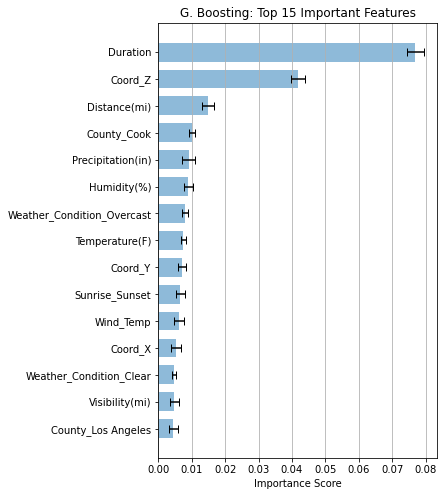 G. Boosting: Top 15 Important Features
Duration
Coord_Z
Distance(mi)
County_Cook
Precipitation(in)
Humidity(%)
Weather_Condition_Overcast
Temperature(F)
Coord_Y
Sunrise_Sunset
Wind_Temp
Coord_X
Weather_Condition_Clear
Visibility(mi)
County_Los Angeles
0.00 0.01 0.02 0.03 0.04 0.05 0.06 0.07 0.08
Importance Score